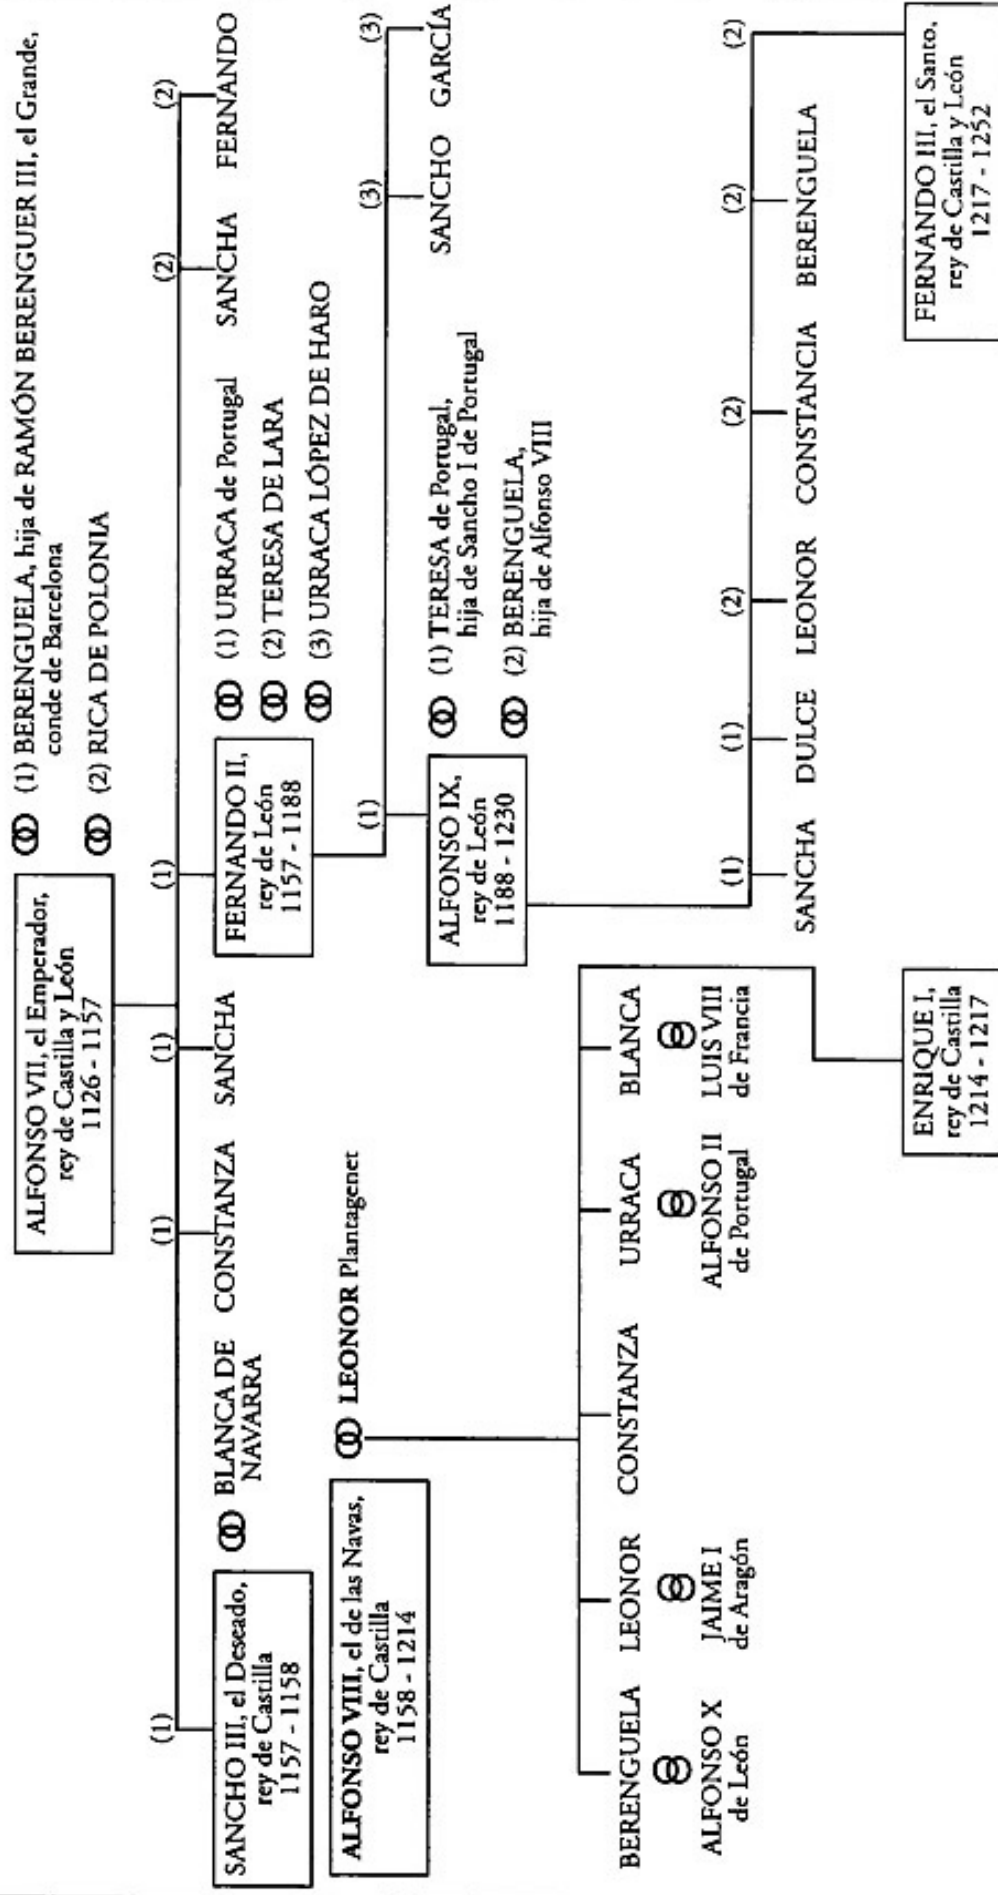 ALFONSO VII, el Emperador,
rey de Castilla y León
1126 - 1157
(1) BERENGUELA, hija de RAMÓN BERENGUER III, el Grande,
conde de Barcelona
(2) RICA DE POLONIA
(1)
(1)
(1)
(1)
(2)
(2)
SANCHO III, el Deseado,
rey de Castilla
1157 - 1158
BLANCA DE
NAVARRA
CONSTANZA
SANCHA
FERNANDO II,
rey de León
1157 - 1188
(1) URRACA de Portugal
(2) TERESA DE LARA
(3) URRACA LÓPEZ DE HARO
SANCHA
FERNANDO
ALFONSO VIII, el de las Navas,
rey de Castilla
1158 - 1214
LEONOR Plantagenet
(1)
(3)
(3)
ALFONSO IX,
rey de León
1188 - 1230
(1) TERESA de Portugal,
hija de Sancho I de Portugal
(2) BERENGUELA,
hija de Alfonso VIII
SANCHO
GARCÍA
BERENGUELA
LEONOR
CONSTANZA
URRACA
BLANCA
ALFONSO X
de León
JAIME I
de Aragón
ALFONSO II
de Portugal
LUIS VIII
de Francia
(1)
(1)
(2)
(2)
(2)
(2)
SANCHA
DULCE
LEONOR
CONSTANCIA
BERENGUELA
ENRIQUE I,
rey de Castilla
1214 - 1217
FERNANDO III, el Santo,
rey de Castilla y León
1217 - 1252